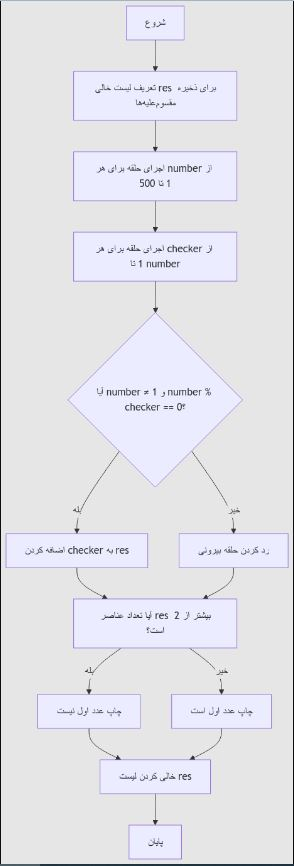 شروع
برای ذخیره res تعریف لیست خالی
مقسوم‌علیه‌ها
از number اجرای حلقه برای هر
1 تا 500
از checker اجرای حلقه برای هر
1 تا number
آیا number ≠ 1 و number %
checker == 0؟
بله
خیر
res به checker اضافه کردن
رد کردن حلقه بیرونی
بیشتر از 2 res آیا تعداد عناصر
است؟
بله
خیر
چاپ عدد اول نیست
چاپ عدد اول است
res خالی کردن لیست
پایان